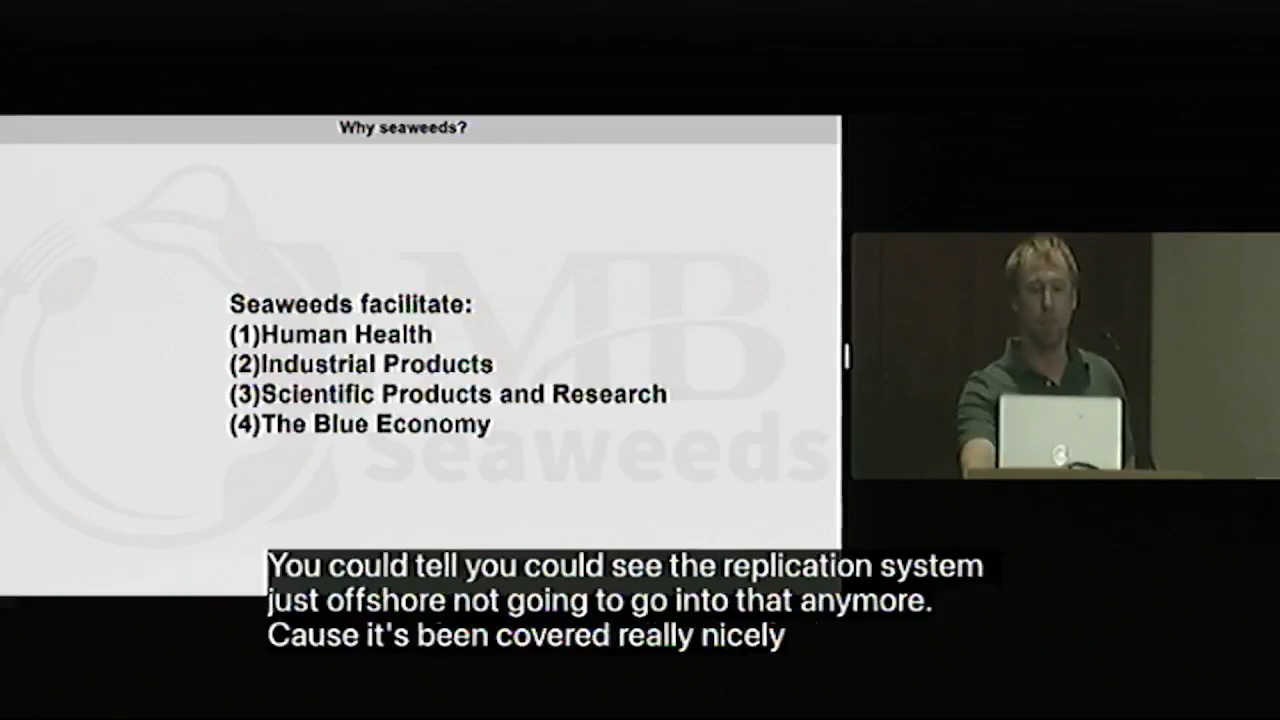 Why seaweeds?
MB
Seaweeds
Seaweeds facilitate:
(1)Human Health
(2)Industrial Products
(3)Scientific Products and Research
(4)The Blue Economy
You could tell you could see the replication system
just offshore not going to go into that anymore.
Cause it's been covered really nicely